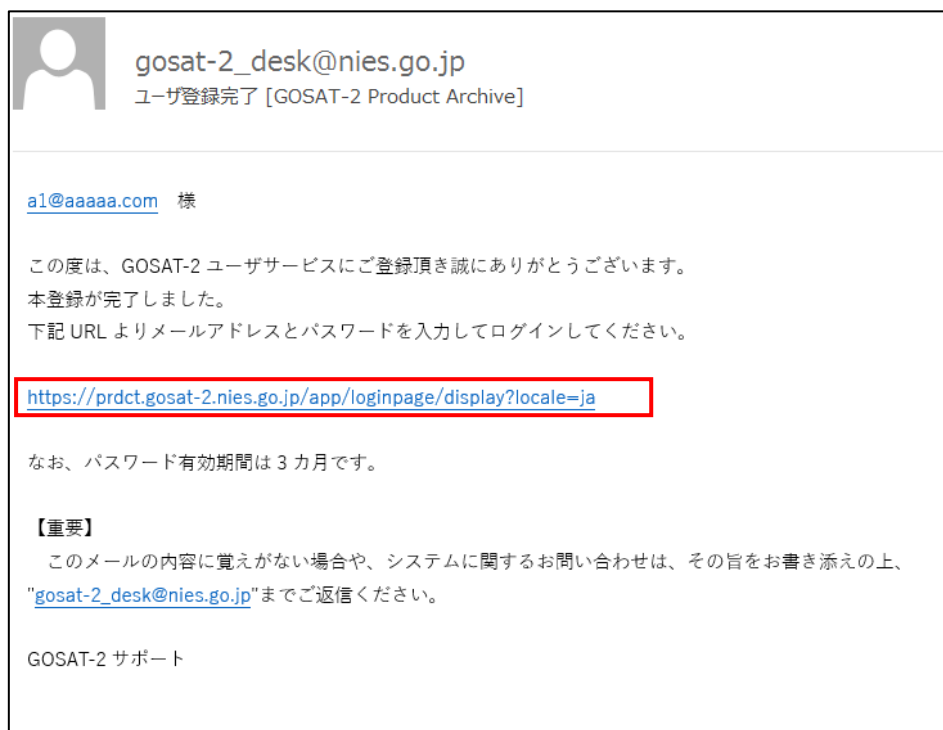 gosat-2_desk@nies.go.jp
ユーザ登録完了 [GOSAT-2 Product Archive]
a1@aaaaa.com　様
この度は、GOSAT-2 ユーザサービスにご登録頂き誠にありがとうございます。
本登録が完了しました。
下記 URL よりメールアドレスとパスワードを入力してログインしてください。
https://prdct.gosat-2.nies.go.jp/app/loginpage/display?locale=ja
なお、パスワード有効期間は 3 カ月です。
【重要】
このメールの内容に覚えがない場合や、システムに関するお問い合わせは、その旨をお書き添えの上、
"gosat-2_desk@nies.go.jp"までご返信ください。
GOSAT-2 サポート